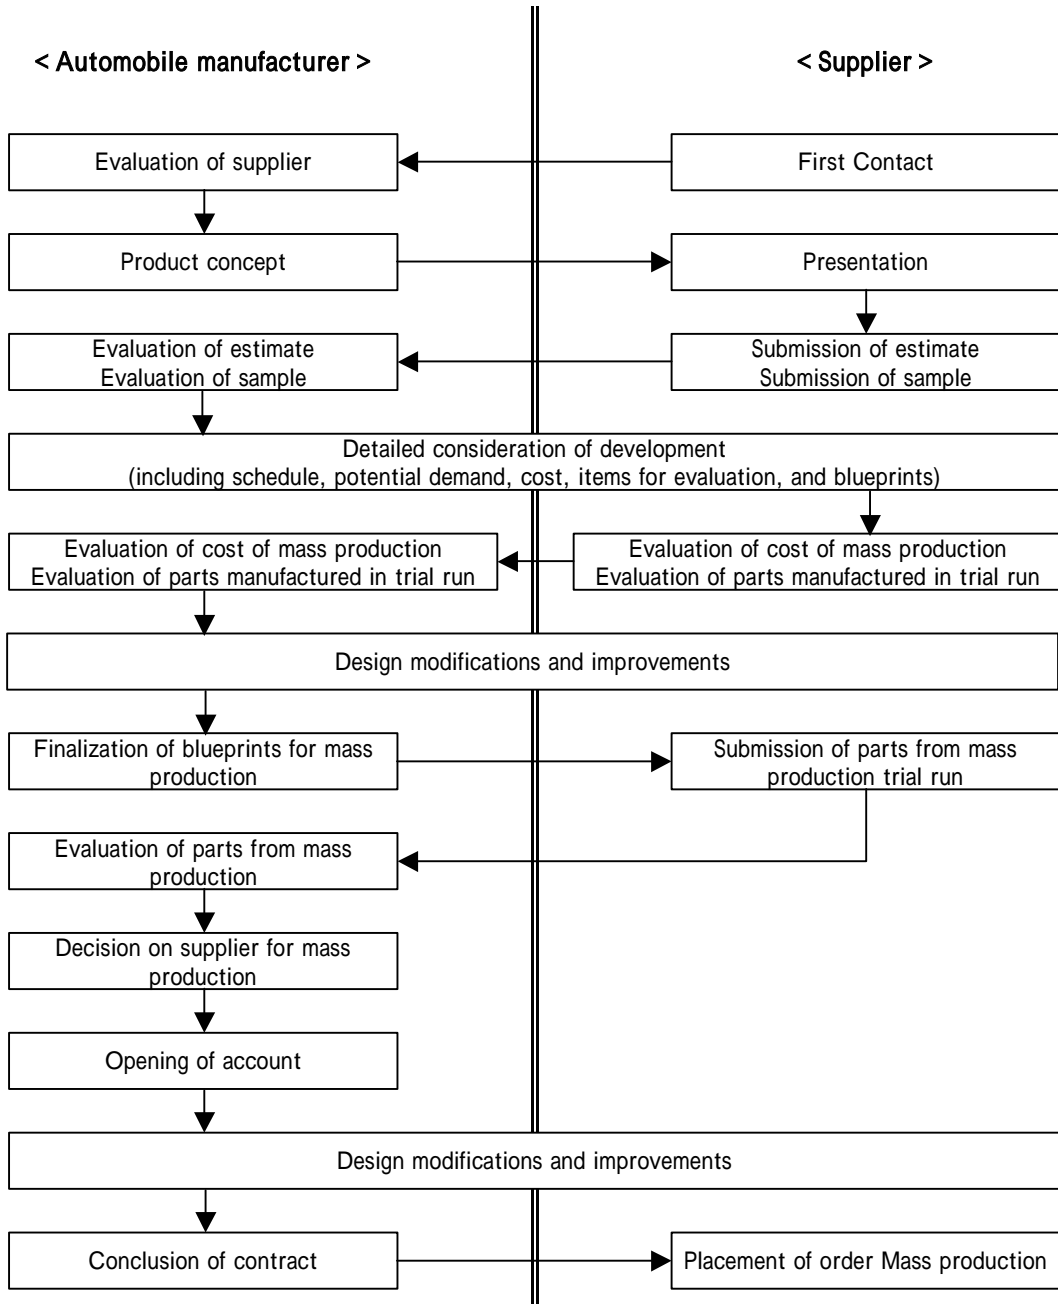 < Automobile manufacturer >
< Supplier >
Evaluation of supplier
First Contact
Product concept
Presentation
Evaluation of estimate
Evaluation of sample
Submission of estimate
Submission of sample
Detailed consideration of development
(including schedule, potential demand, cost, items for evaluation, and blueprints)
Evaluation of cost of mass production
Evaluation of parts manufactured in trial run
Evaluation of cost of mass production
Evaluation of parts manufactured in trial run
Design modifications and improvements
Finalization of blueprints for mass
production
Submission of parts from mass
production trial run
Evaluation of parts from mass
production
Decision on supplier for mass
production
Opening of account
Design modifications and improvements
Conclusion of contract
Placement of order Mass production